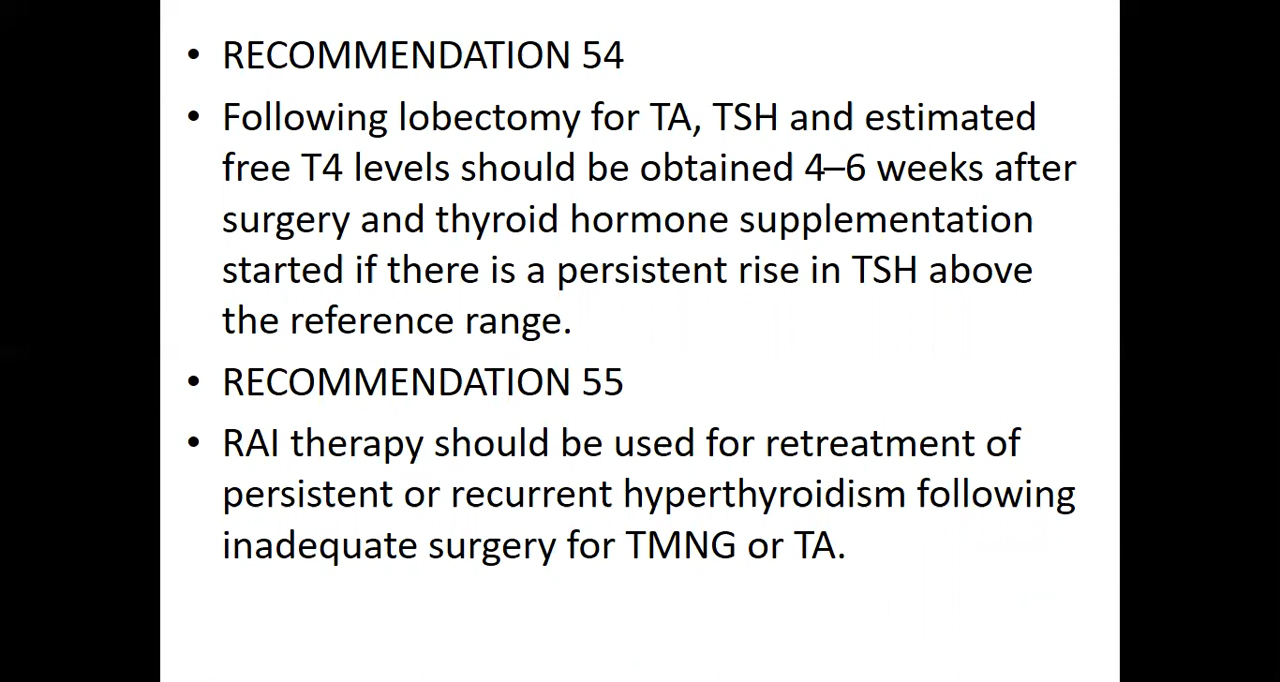 • RECOMMENDATION 54
• Following lobectomy for TA, TSH and estimated
free T4 levels should be obtained 4–6 weeks after
surgery and thyroid hormone supplementation
started if there is a persistent rise in TSH above
the reference range.
• RECOMMENDATION 55
• RAI therapy should be used for retreatment of
persistent or recurrent hyperthyroidism following
inadequate surgery for TMNG or TA.